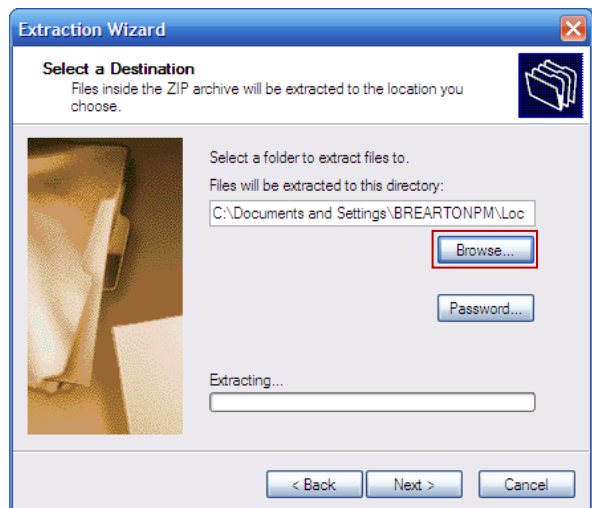 Extraction Wizard
Select a Destination
Files inside the ZIP archive will be extracted to the location you
choose.
Select a folder to extract files to.
Files will be extracted to this directory:
C:\Documents and Settings\BREARTONPM\Loc
Browse...
Password...
Extracting...
< Back
Next >
Cancel